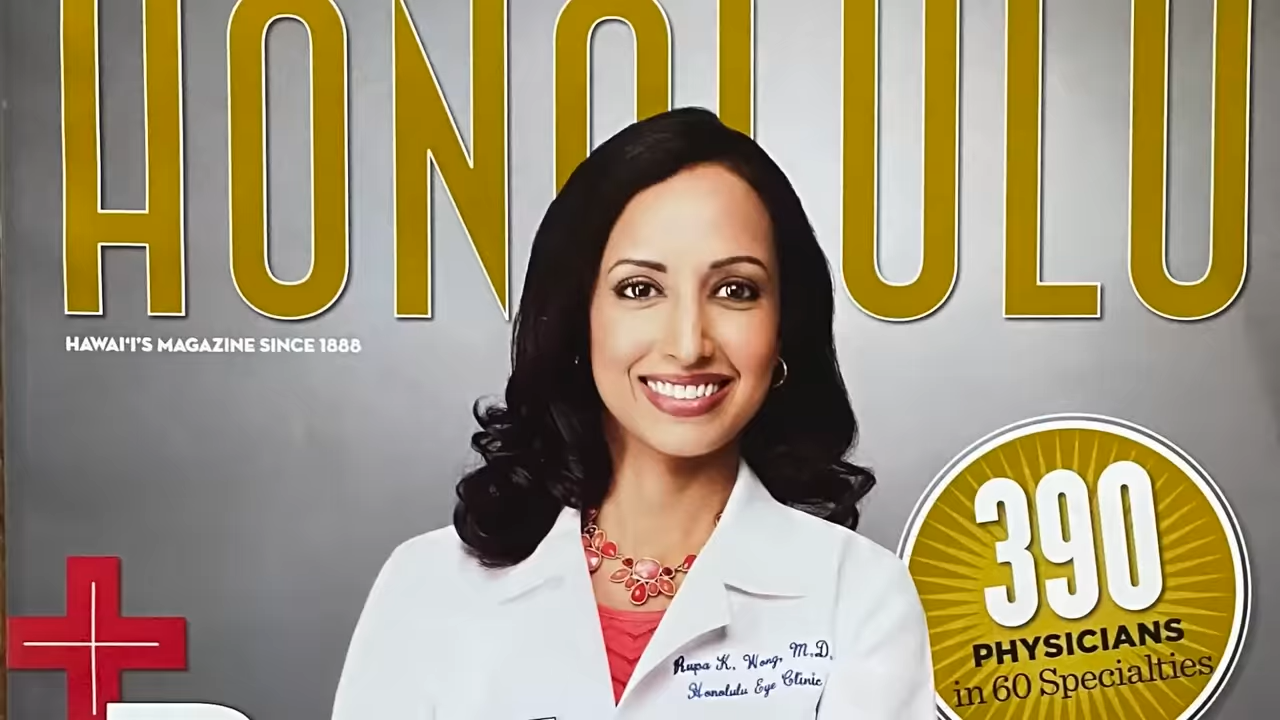 HONOLULU
HAWAI‘I'S MAGAZINE SINCE 1888
390
PHYSICIANS
in 60 Specialties
Rupa K. Wong, M.D.
Honolulu Eye Clinic